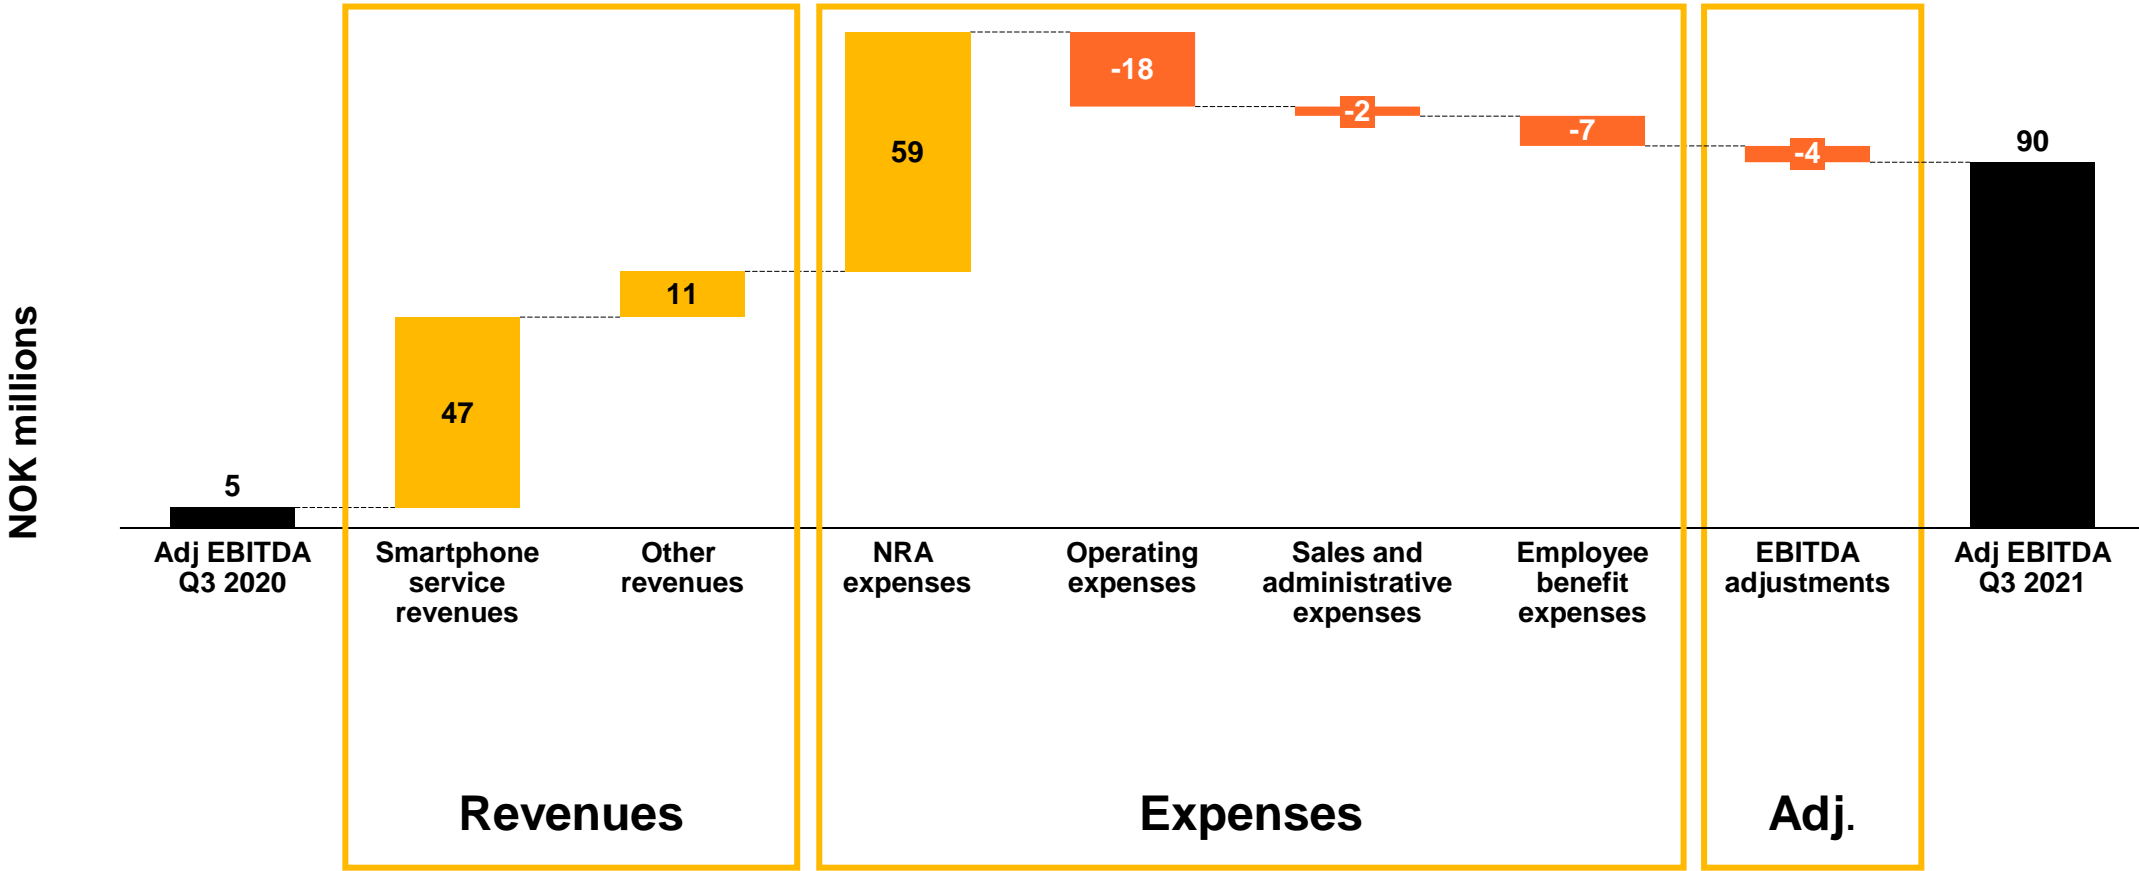 NOK millions
5
47
11
59
-18
-2
-7
-4
90
Adj EBITDA
Q3 2020
Smartphone
service
revenues
Other
revenues
NRA
expenses
Operating
expenses
Sales and
administrative
expenses
Employee
benefit
expenses
EBITDA
adjustments
Adj EBITDA
Q3 2021
Revenues
Expenses
Adj.